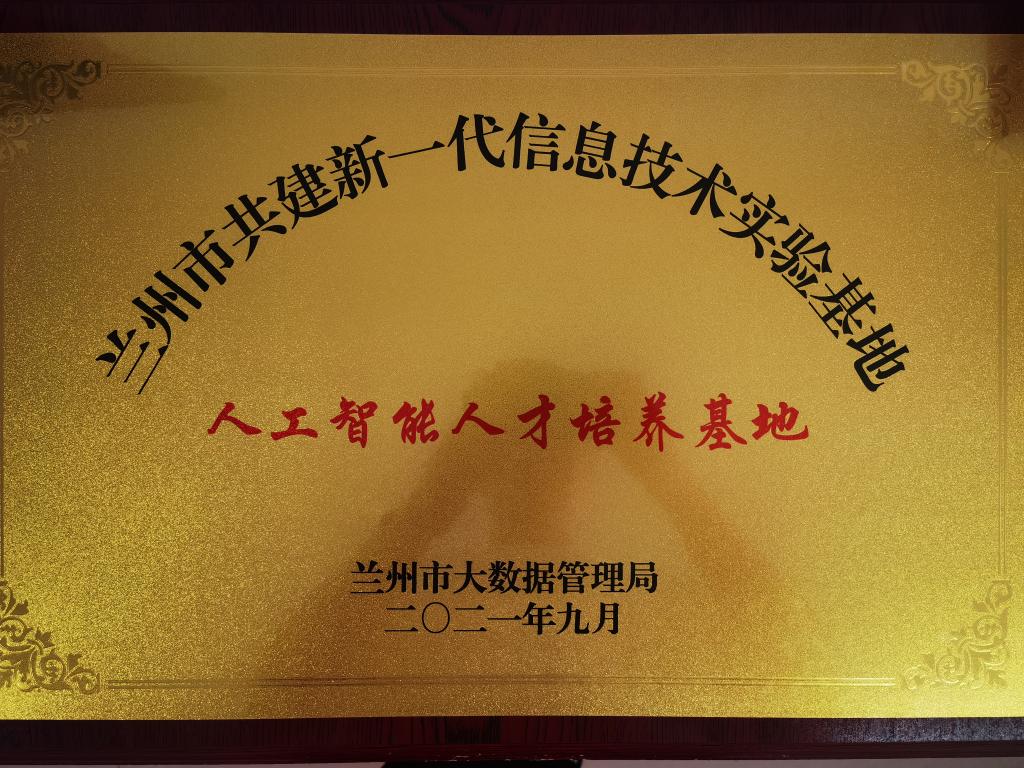 兰州市共建新一代信息技术实验基地
人工智能人才培养基地
兰州市大数据管理局
二〇二一年九月